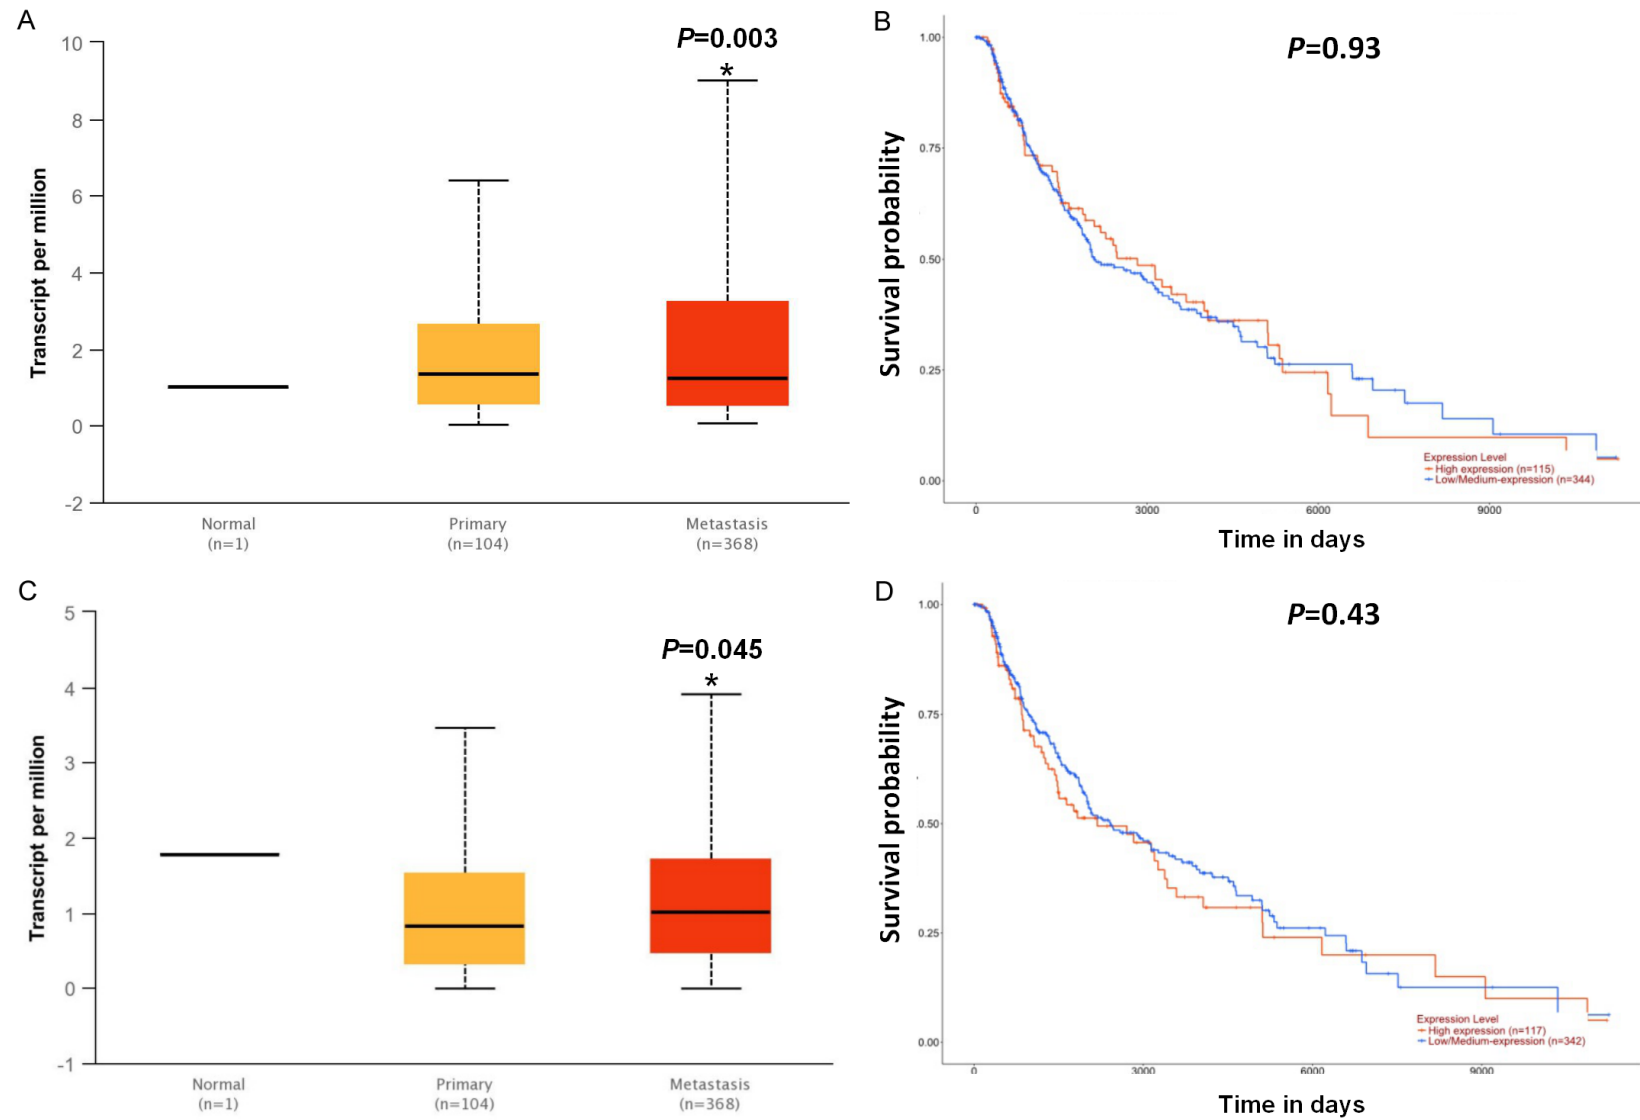 A
P=0.003
*
Transcript per million
10
8
6
4
2
0
-2
Normal
(n=1)
Primary
(n=104)
Metastasis
(n=368)
B
P=0.93
Survival probability
1.00
0.75
0.50
0.25
0.00
Expression Level
High expression (n=115)
Low/Medium-expression (n=344)
0
3000
6000
9000
Time in days
C
P=0.045
*
Transcript per million
5
4
3
2
1
0
-1
Normal
(n=1)
Primary
(n=104)
Metastasis
(n=368)
D
P=0.43
Survival probability
1.00
0.75
0.50
0.25
0.00
Expression Level
High expression (n=117)
Low/Medium-expression (n=342)
0
3000
6000
9000
Time in days